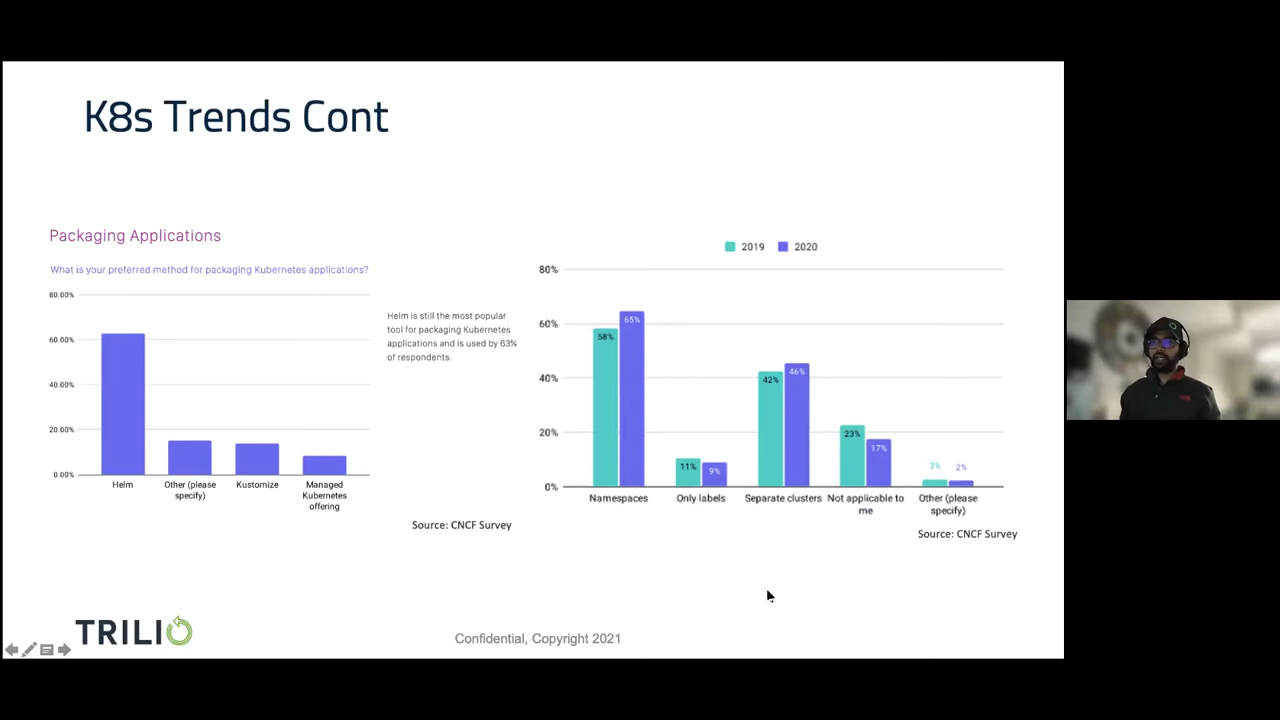 K8s Trends Cont
Packaging Applications
What is your preferred method for packaging Kubernetes applications?
80.00%
60.00%
40.00%
20.00%
0.00%
Helm
Other (please
specify)
Kustomize
Managed
Kubernetes
offering
Helm is still the most popular
tool for packaging Kubernetes
applications and is used by 63%
of respondents.
Source: CNCF Survey
2019
2020
80%
60%
40%
20%
0%
58%
65%
11%
9%
42%
46%
23%
17%
3%
2%
Namespaces
Only labels
Separate clusters
Not applicable to
me
Other (please
specify)
Source: CNCF Survey
TRILIO
Confidential, Copyright 2021